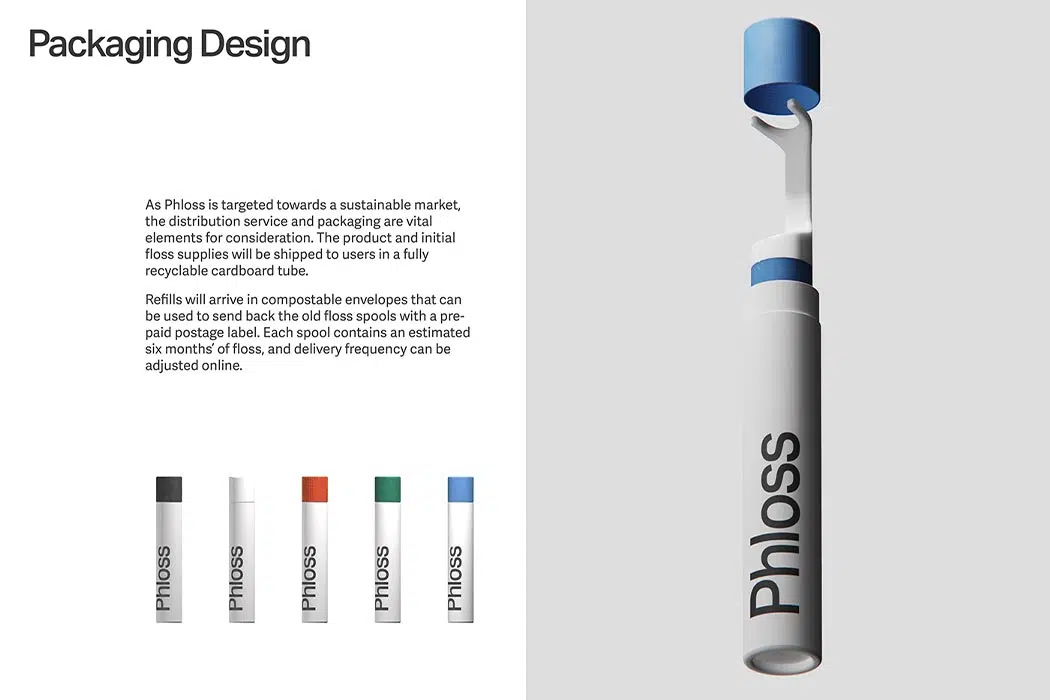 Packaging Design
As Phloss is targeted towards a sustainable market,
the distribution service and packaging are vital
elements for consideration. The product and initial
floss supplies will be shipped to users in a fully
recyclable cardboard tube.
Refills will arrive in compostable envelopes that can
be used to send back the old floss spools with a pre-
paid postage label. Each spool contains an estimated
six months’ of floss, and delivery frequency can be
adjusted online.
Phloss
Phloss
Phloss
Phloss
Phloss
Phloss